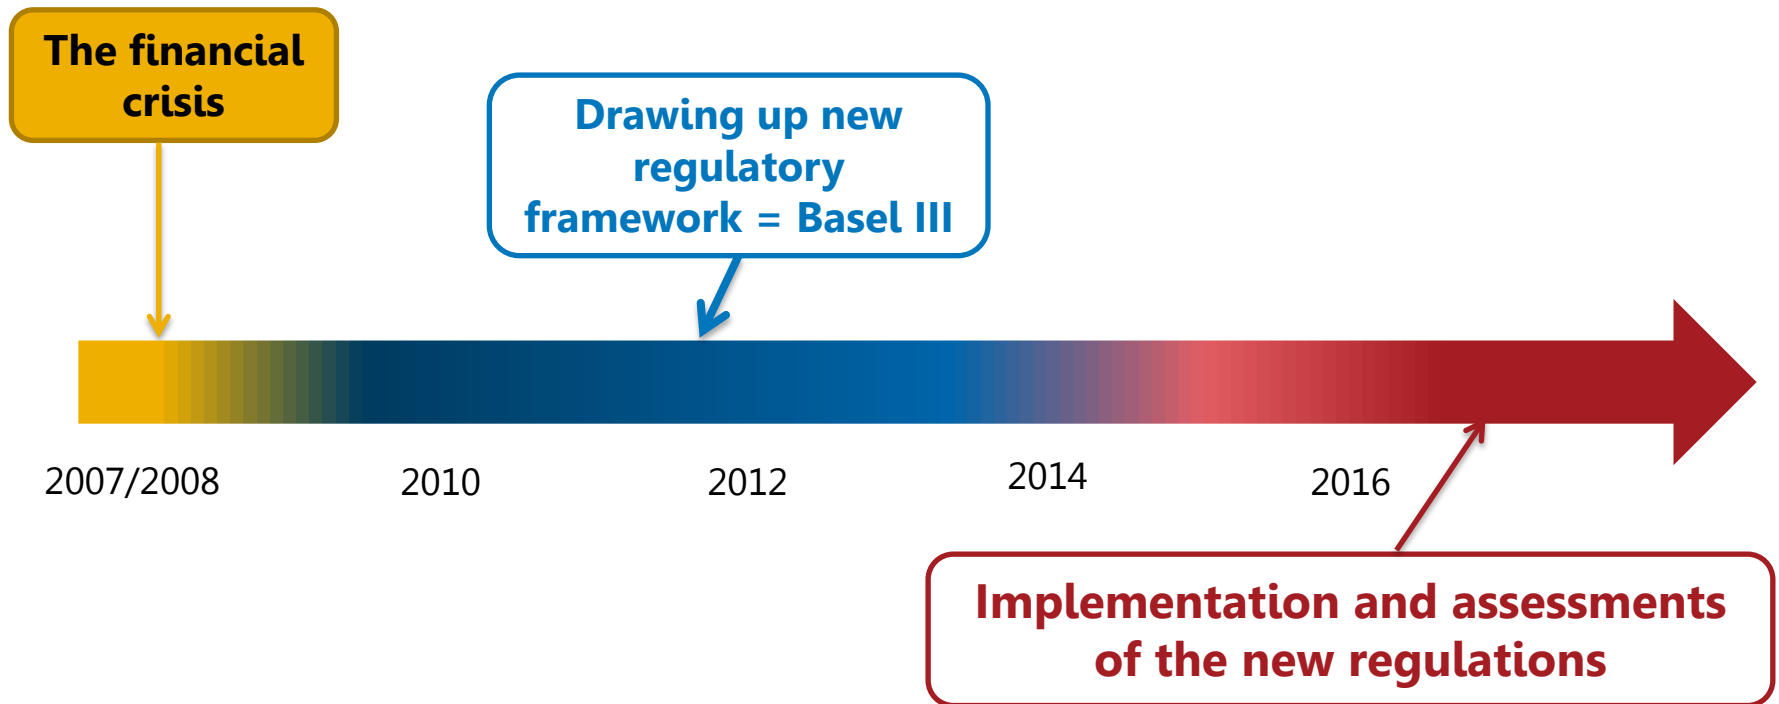 The financial
crisis
Drawing up new
regulatory
framework = Basel III
2007/2008
2010
2012
2014
2016
Implementation and assessments
of the new regulations